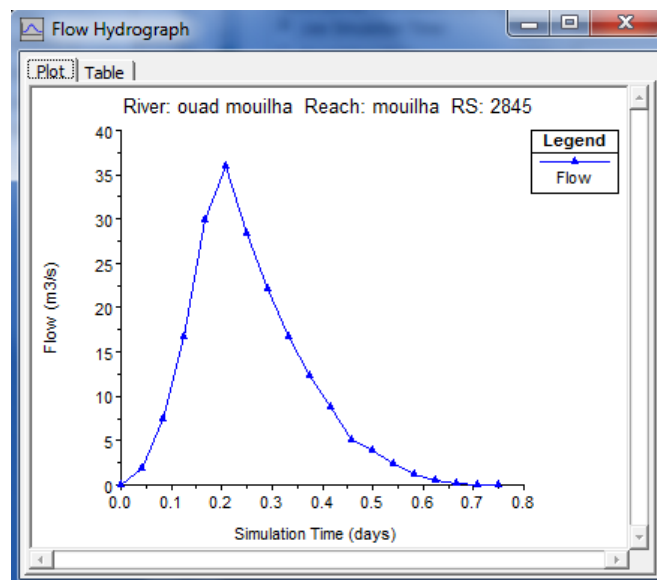 Flow Hydrograph
Plot
Table
River: ouad mouilha Reach: mouilha RS: 2845
Legend
Flow
Flow (m3/s)
40
35
30
25
20
15
10
5
0
0.0 0.1 0.2 0.3 0.4 0.5 0.6 0.7 0.8
Simulation Time (days)